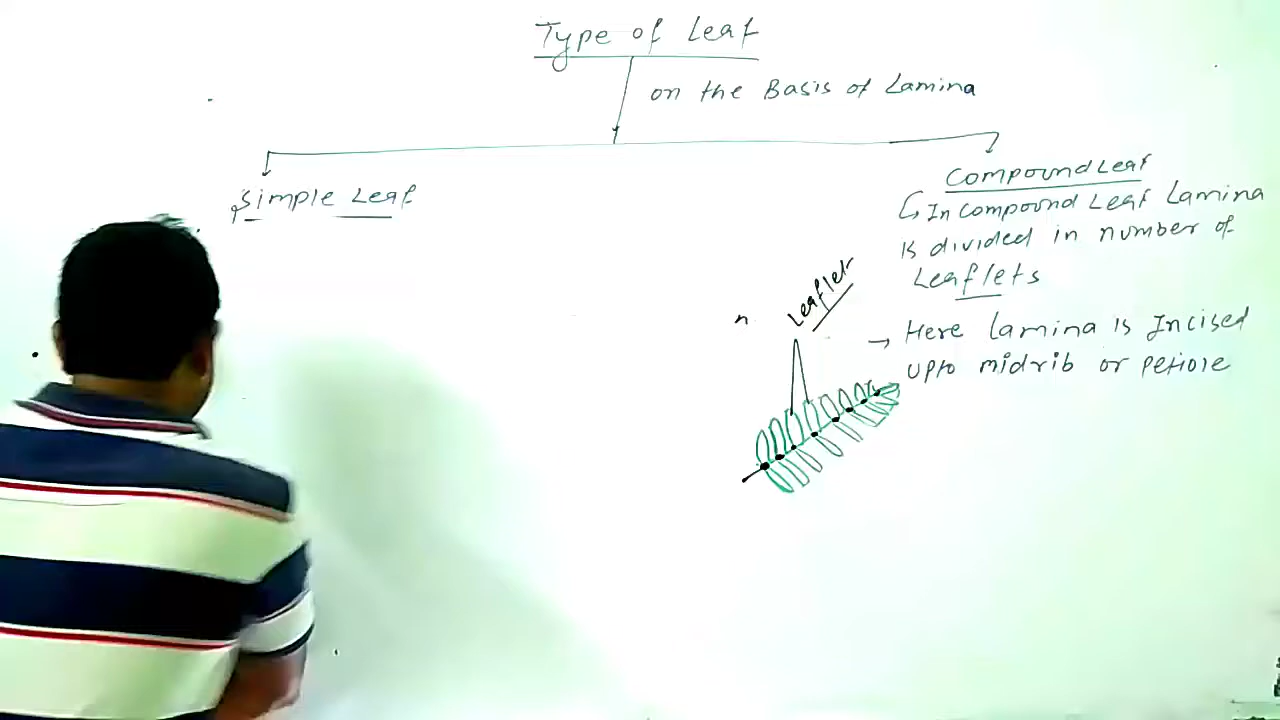 Type of Leaf
on the Basis of Lamina
Simple Leaf
Compound Leaf
In compound Leaf Lamina
is divided in number of
Leaflets
Leaflet
→ Here lamina is Incised
upto midrib or petiole